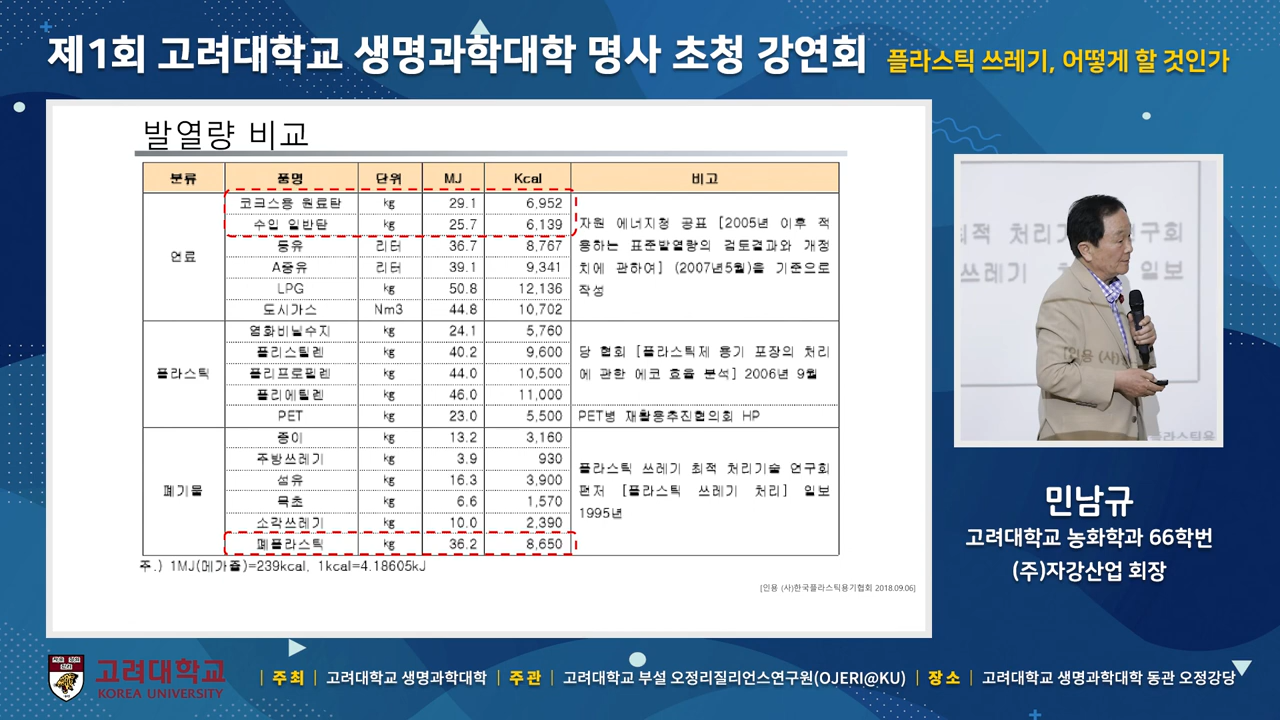 제1회 고려대학교 생명과학대학 명사 초청 강연회 플라스틱 쓰레기, 어떻게 할 것인가
발열량 비교
분류 품명 단위 MJ Kcal 비고
연료
코크스용 원료탄 kg 29.1 6,952
수입 일반탄 kg 25.7 6,139
등유 리터 36.7 8,767
A중유 리터 39.1 9,341
LPG kg 50.8 12,136
도시가스 Nm3 44.8 10,702
자원 에너지청 공표 [2005년 이후 적
용하는 표준발열량의 검토결과와 개정
치에 관하여] (2007년5월)을 기준으로
작성
플라스틱
염화비닐수지 kg 24.1 5,760
폴리스틸렌 kg 40.2 9,600
폴리프로필렌 kg 44.0 10,500
폴리에틸렌 kg 46.0 11,000
당 협회 [플라스틱제 용기 포장의 처리
에 관한 에코 효율 분석] 2006년 9월
PET kg 23.0 5,500 PET병 재활용추진협의회 HP
폐기물
종이 kg 13.2 3,160
주방쓰레기 kg 3.9 930
섬유 kg 16.3 3,900
목초 kg 6.6 1,570
소각쓰레기 kg 10.0 2,390
폐플라스틱 kg 36.2 8,650
플라스틱 쓰레기 최적 처리기술 연구회
편저 [플라스틱 쓰레기 처리] 일보
1995년
주.) 1MJ(메가쥴)=239kcal, 1kcal=4.18605kJ
[인용 (사)한국플라스틱용기협회 2018.09.06]
최적 처리기 연구회
쓰레기 일보
[인용 (사)
플라스틱용
민남규
고려대학교 농화학과 66학번
(주)자강산업 회장
고려대학교
KOREA UNIVERSITY
| 주최 | 고려대학교 생명과학대학 | 주관 | 고려대학교 부설 오정리질리언스연구원(OJERI@KU) | 장소 | 고려대학교 생명과학대학 동관 오정강당